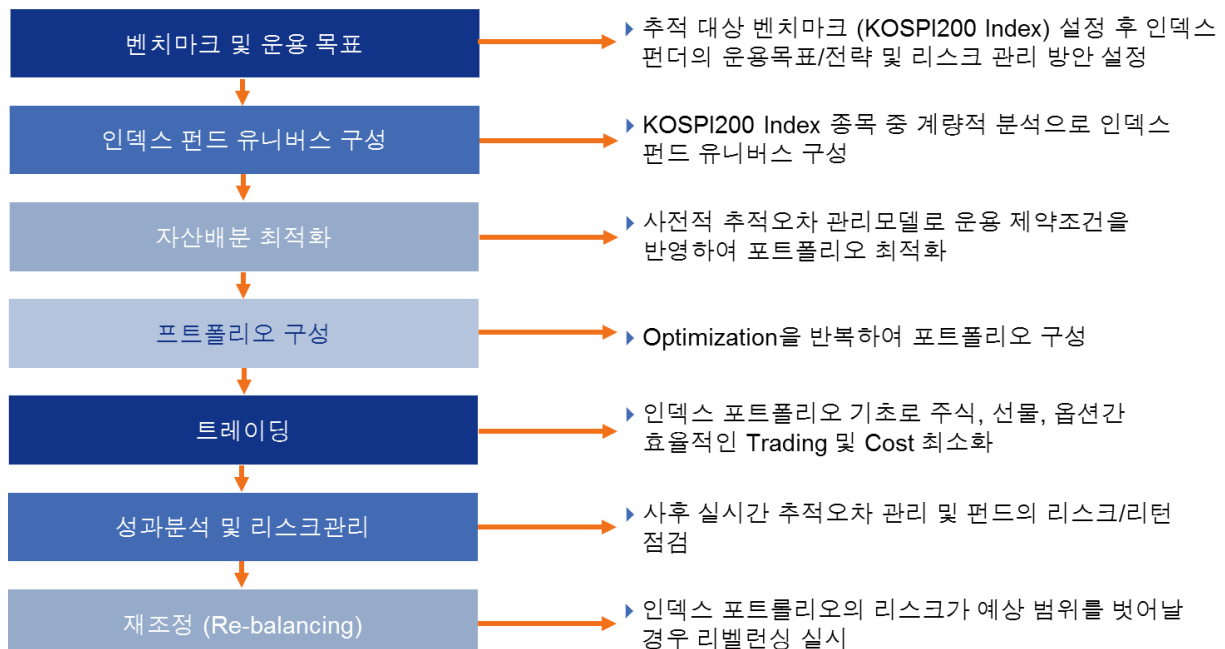 벤치마크 및 운용 목표
추적 대상 벤치마크 (KOSPI200 Index) 설정 후 인덱스
펀더의 운용목표/전략 및 리스크 관리 방안 설정
인덱스 펀드 유니버스 구성
KOSPI200 Index 종목 중 계량적 분석으로 인덱스
펀드 유니버스 구성
자산배분 최적화
사전적 추적오차 관리모델로 운용 제약조건을
반영하여 포트폴리오 최적화
프트폴리오 구성
Optimization을 반복하여 포트폴리오 구성
트레이딩
인덱스 포트폴리오 기초로 주식, 선물, 옵션간
효율적인 Trading 및 Cost 최소화
성과분석 및 리스크관리
사후 실시간 추적오차 관리 및 펀드의 리스크/리턴
점검
재조정 (Re-balancing)
인덱스 포트롤리오의 리스크가 예상 범위를 벗어날
경우 리벨런싱 실시